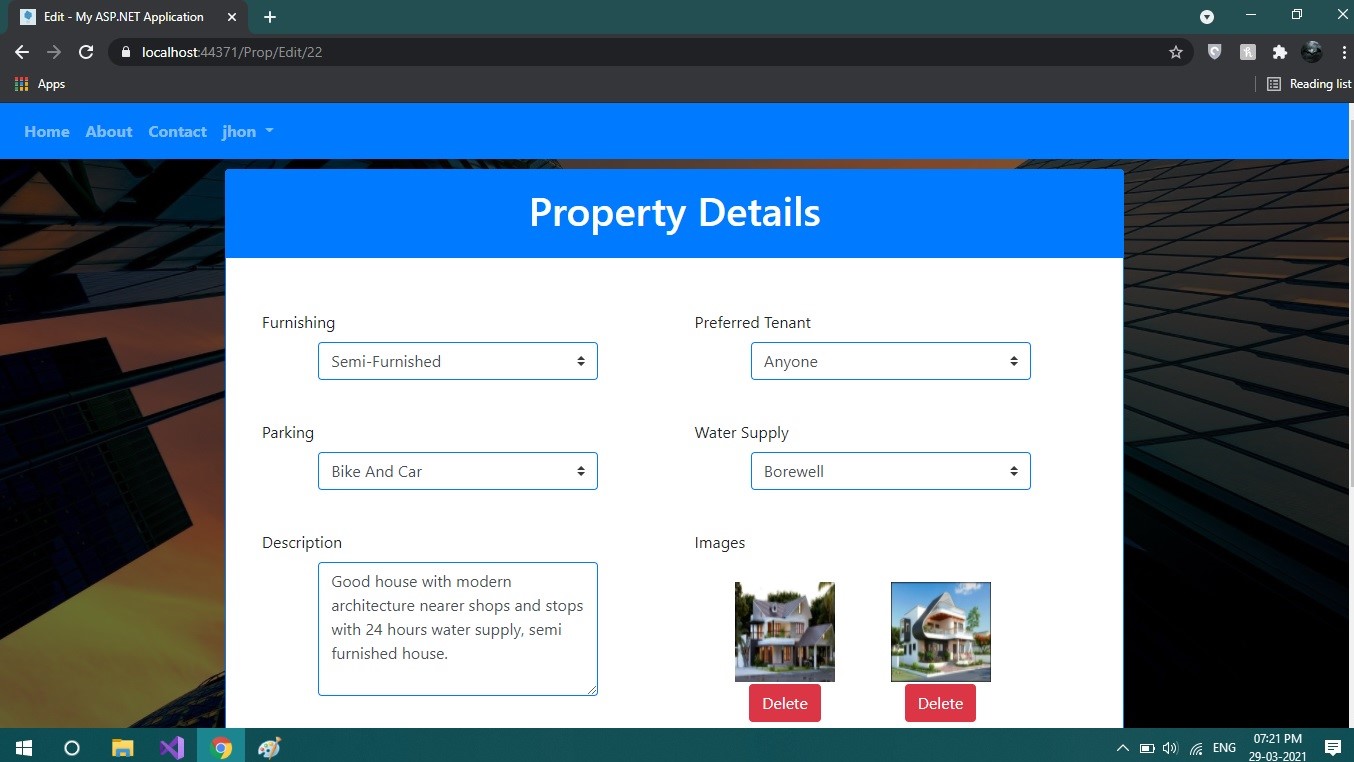 Edit - My ASP.NET Application
localhost:44371/Prop/Edit/22
Apps
Reading list
Home About Contact jhon
Property Details
Furnishing
Semi-Furnished
Preferred Tenant
Anyone
Parking
Bike And Car
Water Supply
Borewell
Description
Good house with modern
architecture nearer shops and stops
with 24 hours water supply, semi
furnished house.
Images
Delete
Delete
ENG
07:21 PM
29-03-2021